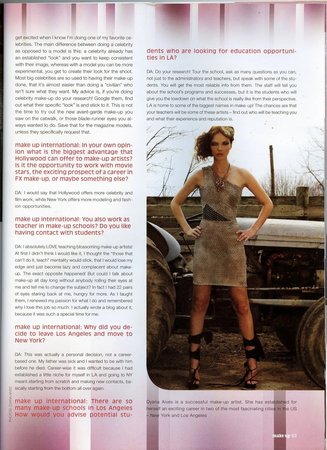 get excited when I know I'm doing one of my favorite ce-
lebrities. The main difference between doing a celebrity
as opposed to a model is this: a celebrity already has
an established "look" and you want to keep consistent
with their image, whereas with a model you can be more
experimental, you get to create their look for the shoot.
Most big celebrities are so used to having their make-up
done, that it's almost easier than doing a "civilian" who
isn't sure what they want. My advice is, if you're doing
celebrity make-up do your research! Google them, find
out what their specific "look" is and stick to it. This is not
the time to try out the new avant-garde make-up you
saw on the catwalk, or those blade-runner eyes you al-
ways wanted to do. Save that for the magazine models,
unless they specifically request that.
make up international: In your own opin-
ion what is the biggest advantage that
Hollywood can offer to make-up artists?
Is it the opportunity to work with movie
stars, the exciting prospect of a career in
FX make-up, or maybe something else?
DA: I would say that Hollywood offers more celebrity and
film work, while New York offers more modeling and fash-
ion opportunities.
make up international: You also work as
teacher in make-up schools? Do you like
having contact with students?
DA: I absolutely LOVE teaching blossoming make-up artists!
At first I didn't think I would like it, I thought the "those that
can't do it, teach" mentality would stick, that I would lose my
edge and just become lazy and complacent about make-
up. The exact opposite happened! But could I talk about
make-up all day long without anybody rolling their eyes at
me and tell me to change the subject? In fact I had 22 pairs
of eyes staring back at me, hungry for more. As I taught
them, I renewed my passion for what I do and remembered
why I love this job so much. I actually wrote a blog about it,
because it was such a special time for me.
make up international: Why did you de-
cide to leave Los Angeles and move to
New York?
DA: This was actually a personal decision, not a career-
based one. My father was sick and I wanted to be with him
before he died. Career-wise it was difficult because I had
established a little niche for myself in LA and going to NY
meant starting from scratch and making new contacts, ba-
sically starting from the bottom all over again.
make up international: There are so
many make-up schools in Los Angeles
How would you advise potential stu-
dents who are looking for education opportuni-
ties in LA?
DA: Do your research! Tour the school, ask as many questions as you can,
not just to the administrators and teachers, but speak with some of the stu-
dents. You will get the most reliable info from them. The staff will tell you
about the school's programs and successes, but it is the students who will
give you the lowdown on what the school is really like from their perspective.
LA is home to some of the biggest names in make-up! The chances are that
your teachers will be some of these artists - find out who will be teaching you
and what their experience and reputation is.
Dyana Aives is a successful make-up artist. She has established for
herself an exciting career in two of the most fascinating cities in the US
- New York and Los Angeles
make-up 63